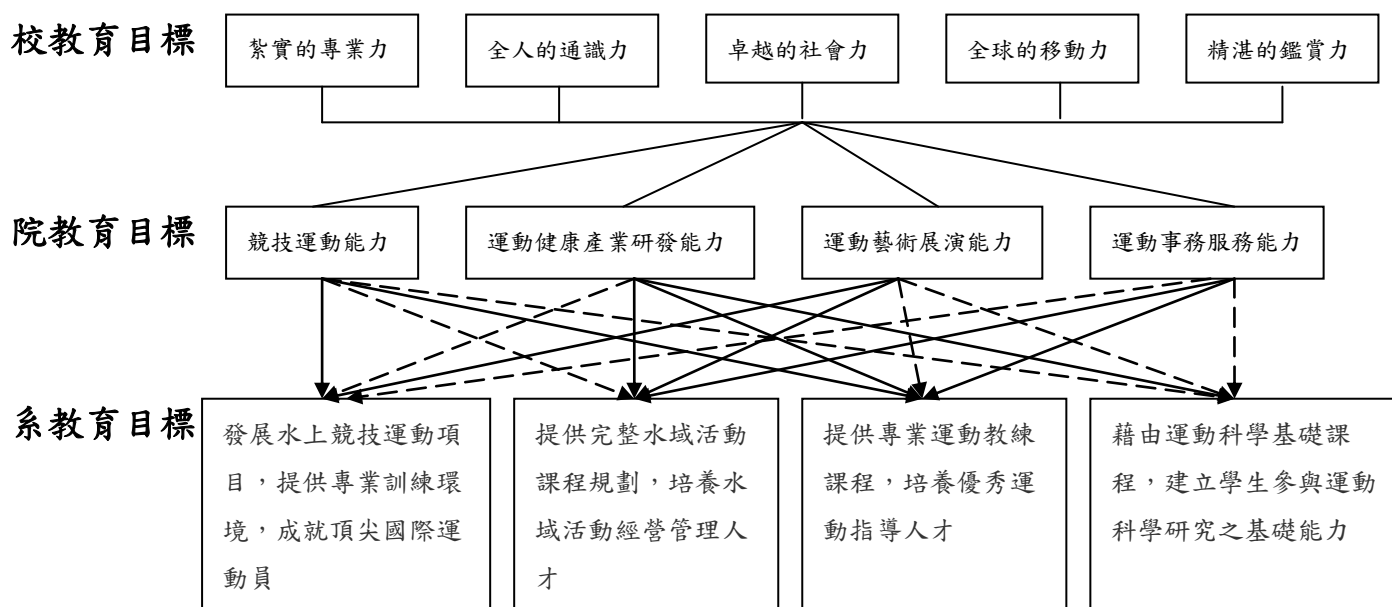 校教育目標
紮實的專業力
全人的通識力
卓越的社會力
全球的移動力
精湛的鑑賞力
院教育目標
競技運動能力
運動健康產業研發能力
運動藝術展演能力
運動事務服務能力
系教育目標
發展水上競技運動項
目，提供專業訓練環
境，成就頂尖國際運
動員
提供完整水域活動
課程規劃，培養水
域活動經營管理人
才
提供專業運動教練
課程，培養優秀運
動指導人才
藉由運動科學基礎課
程，建立學生參與運動
科學研究之基礎能力